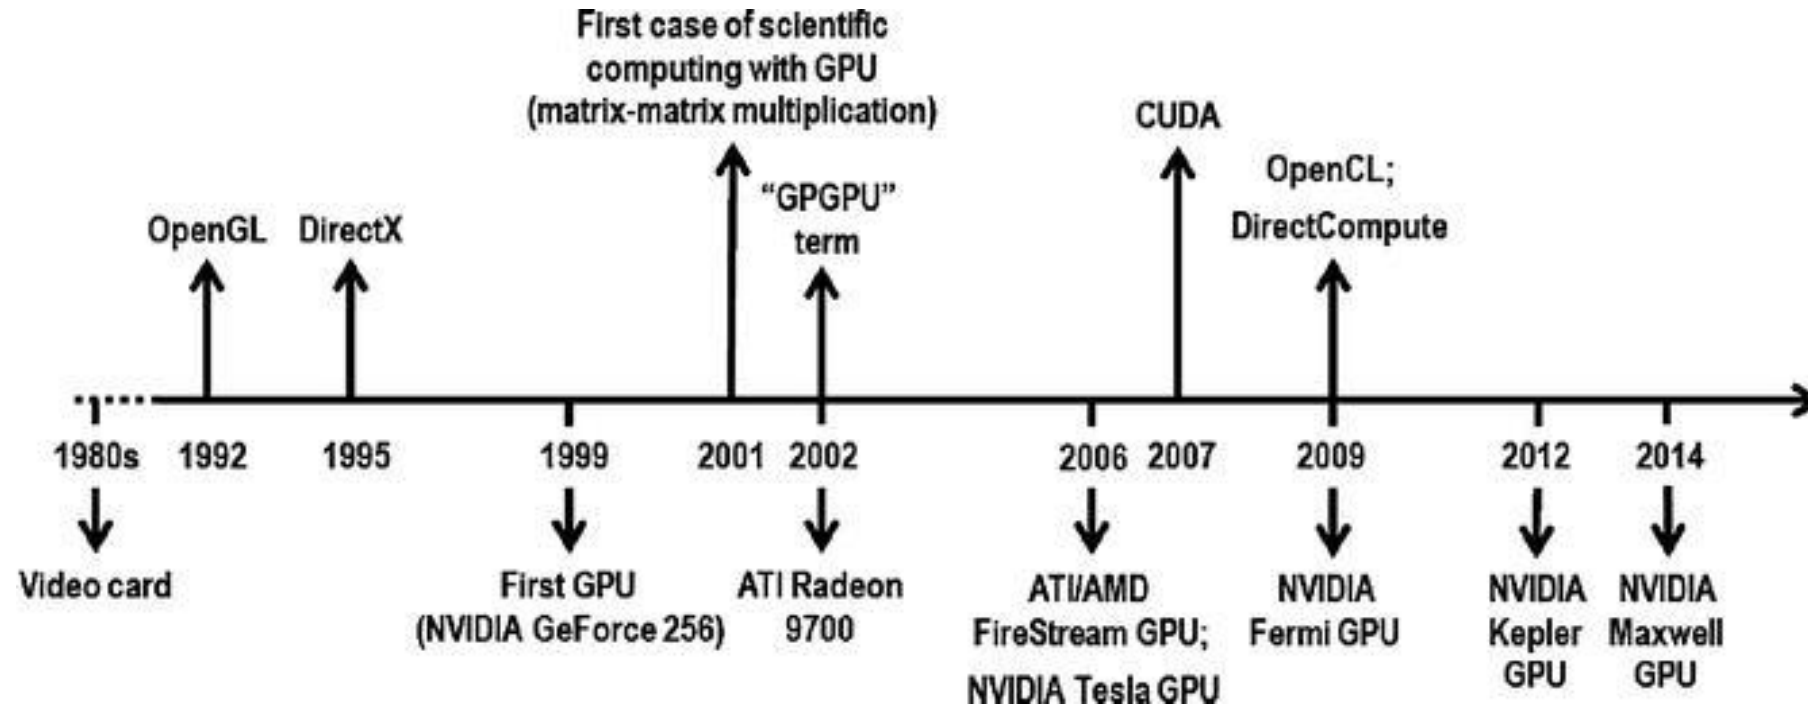 First case of scientific
computing with GPU
(matrix-matrix multiplication)
CUDA
OpenCL;
DirectCompute
“GPGPU”
term
OpenGL
DirectX
1980s
1992
1995
1999
2001
2002
2006
2007
2009
2012
2014
Video card
First GPU
(NVIDIA GeForce 256)
ATI Radeon
9700
ATI/AMD
FireStream GPU;
NVIDIA Tesla GPU
NVIDIA
Fermi GPU
NVIDIA
Kepler
GPU
NVIDIA
Maxwell
GPU